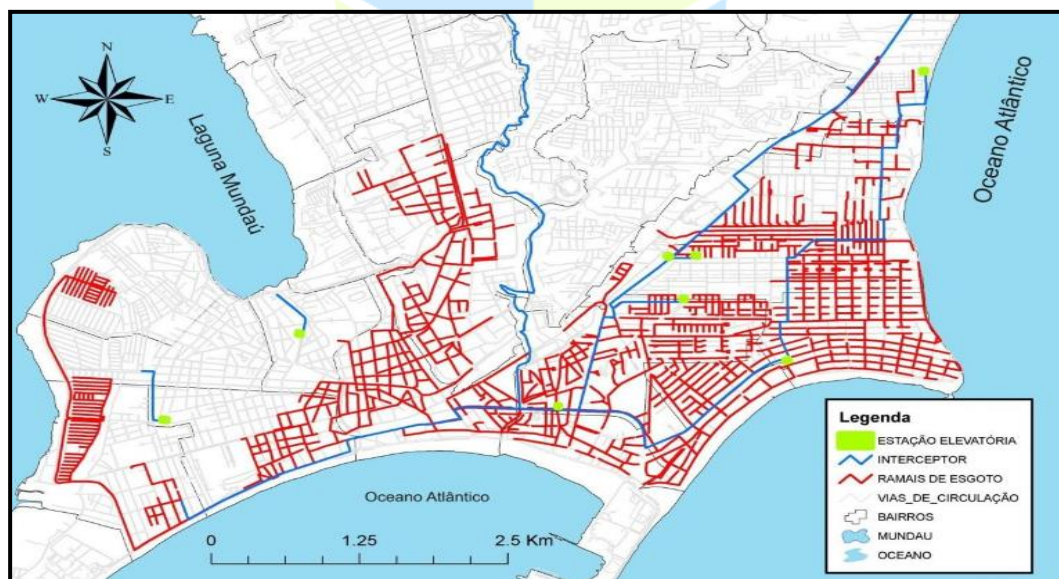 N
W E
S
Laguna Mundaú
Oceano Atlântico
Oceano Atlântico
0 1.25 2.5 Km
Legenda
ESTAÇÃO ELEVATÓRIA
INTERCEPTOR
RAMAIS DE ESGOTO
VIAS_DE_CIRCULAÇÃO
BAIRROS
MUNDAU
OCEANO